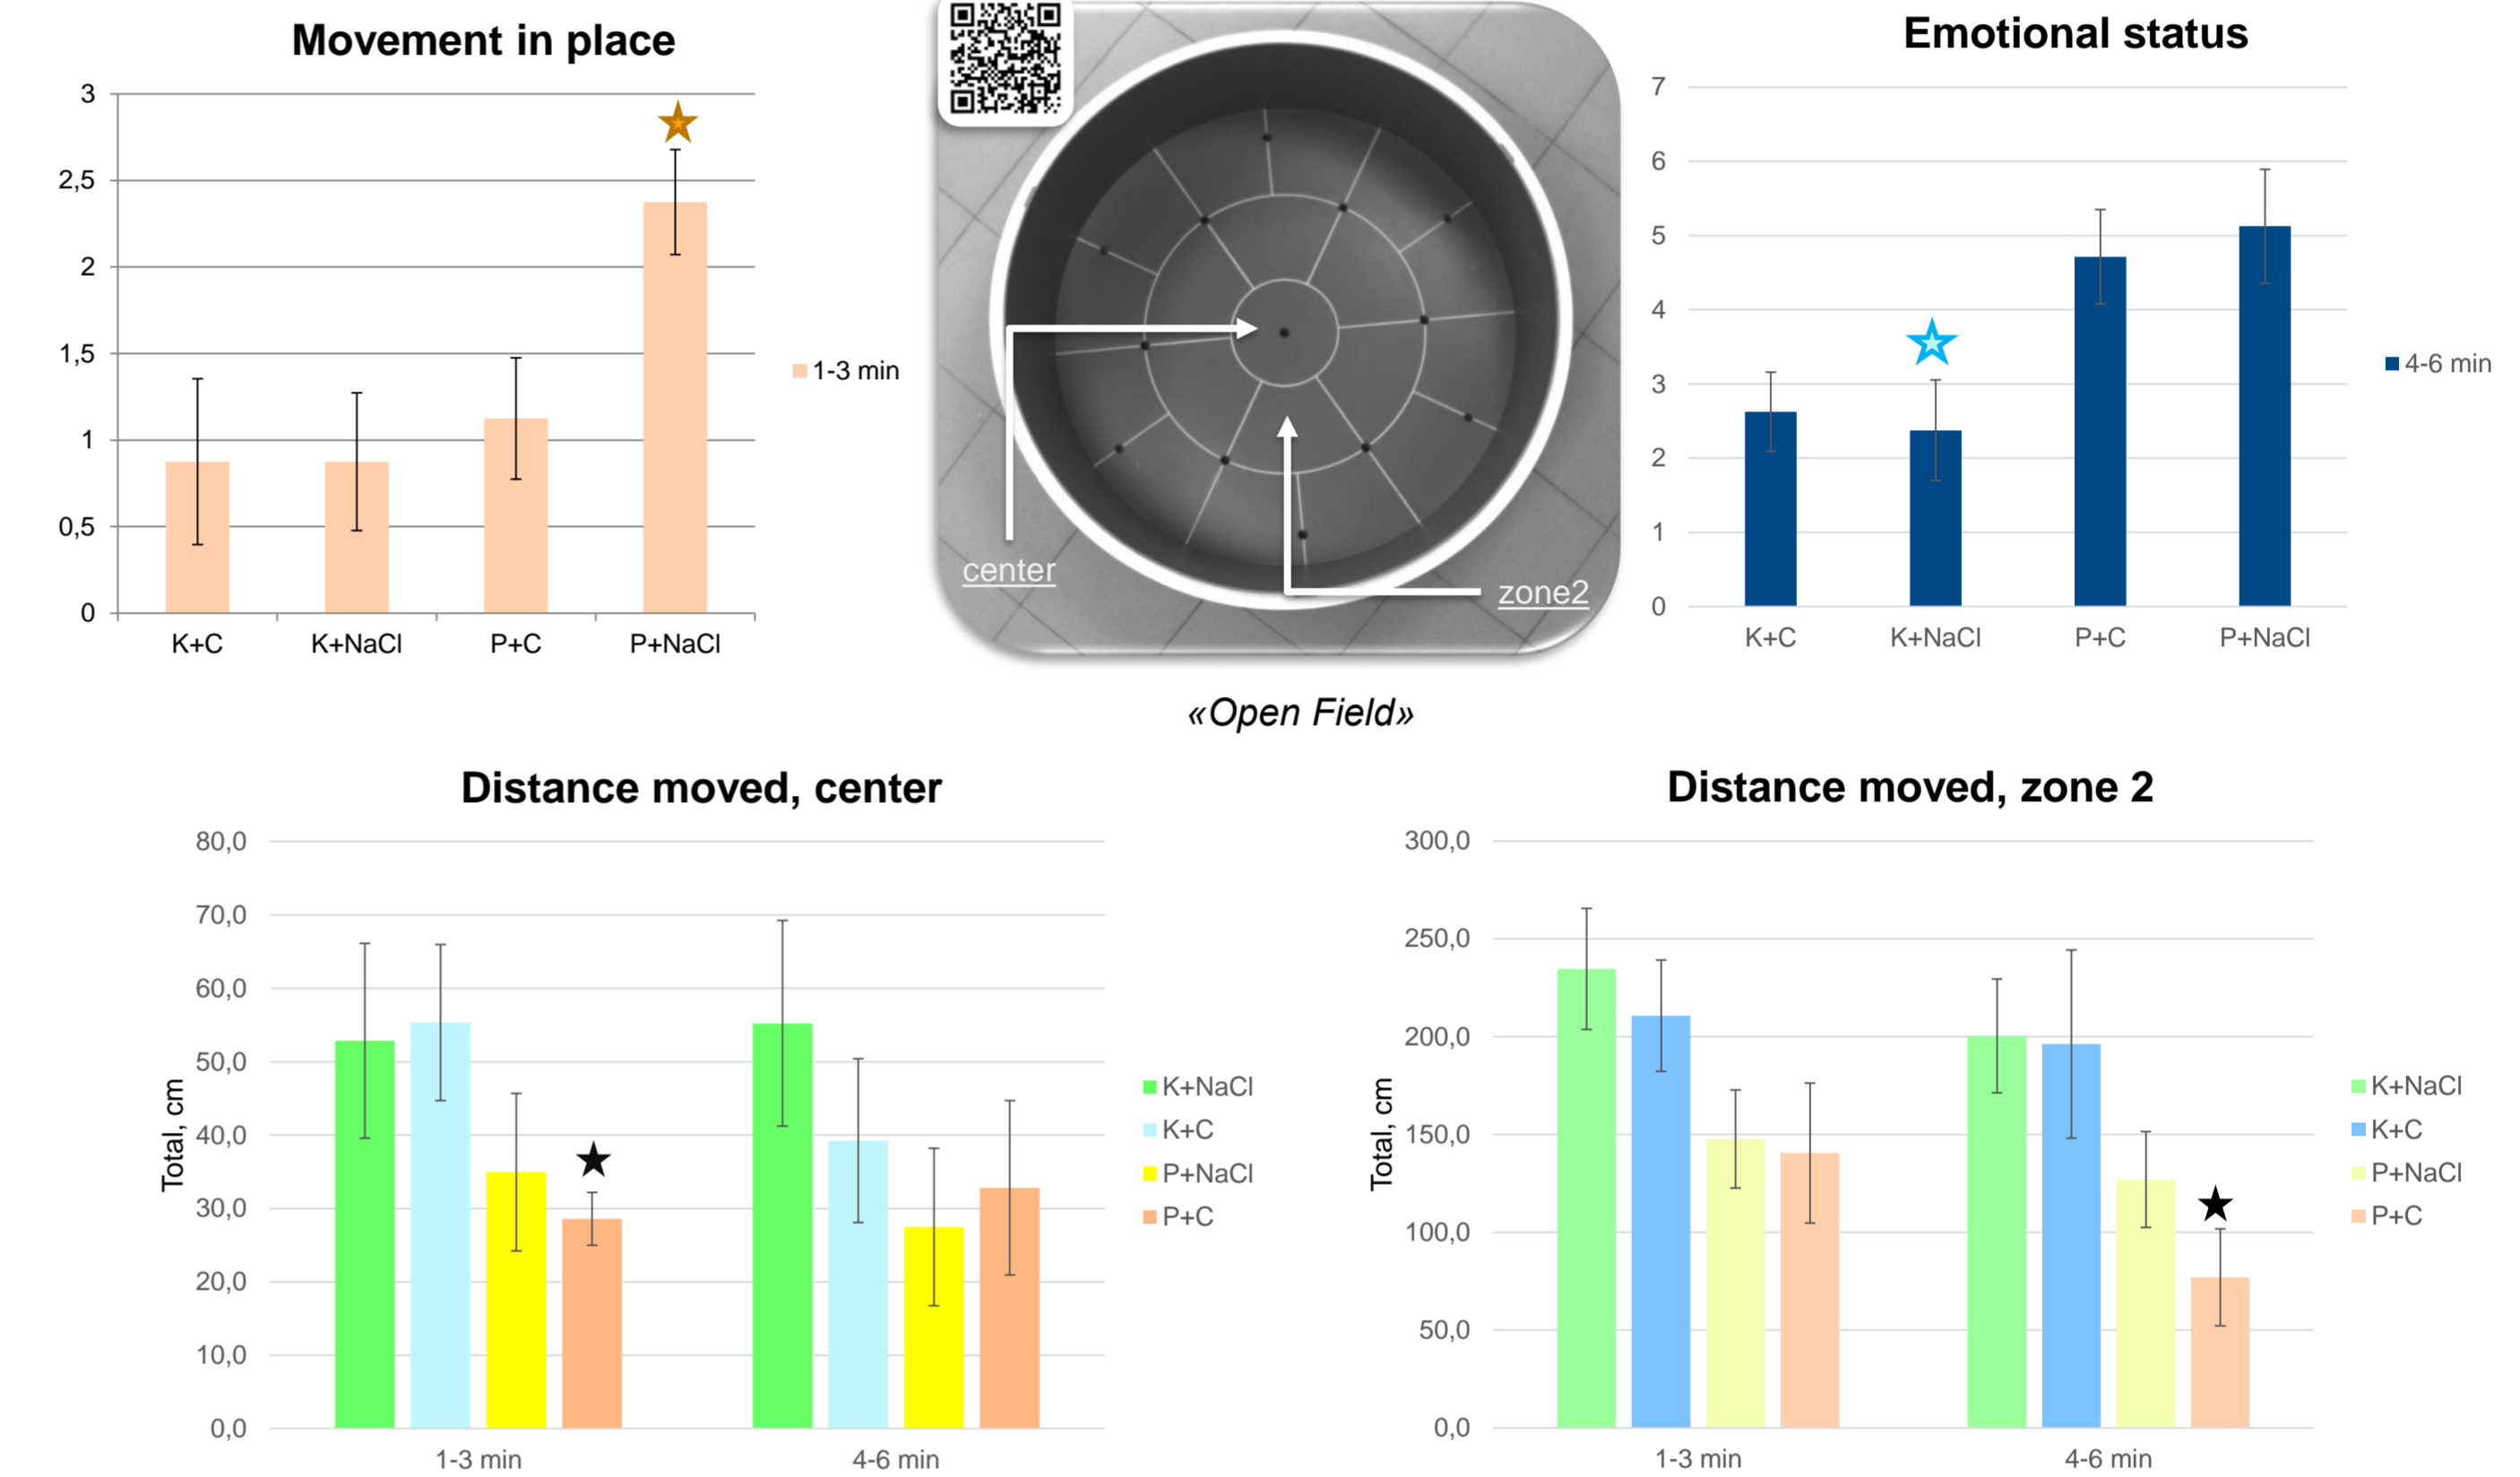 Movement in place
3
2,5
2
1,5
1
0,5
0
K+C K+NaCl P+C P+NaCl
1-3 min
center
zone2
«Open Field»
Emotional status
7
6
5
4
3
2
1
0
K+C K+NaCl P+C P+NaCl
4-6 min
Distance moved, center
Total, cm
80,0
70,0
60,0
50,0
40,0
30,0
20,0
10,0
0,0
1-3 min 4-6 min
K+NaCl
K+C
P+NaCl
P+C
Distance moved, zone 2
Total, cm
300,0
250,0
200,0
150,0
100,0
50,0
0,0
1-3 min 4-6 min
K+NaCl
K+C
P+NaCl
P+C